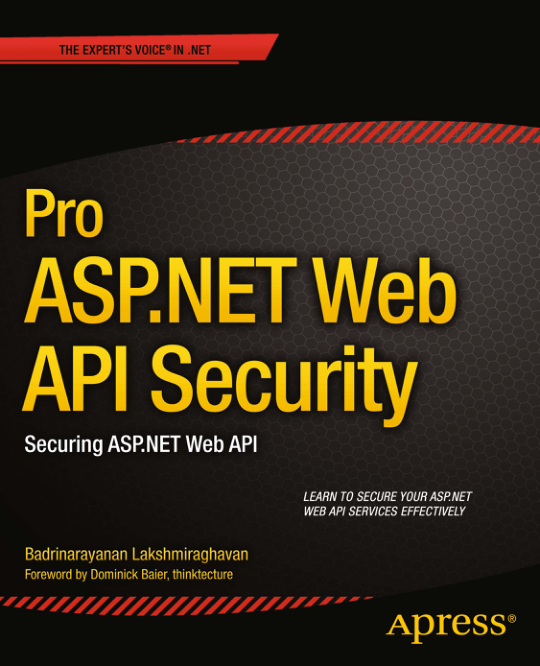 THE EXPERT'S VOICE® IN .NET
Pro
ASP.NET Web
API Security
Securing ASP.NET Web API
LEARN TO SECURE YOUR ASP.NET
WEB API SERVICES EFFECTIVELY
Badrinarayanan Lakshmiraghavan
Foreword by Dominick Baier, thinktecture
Apress®